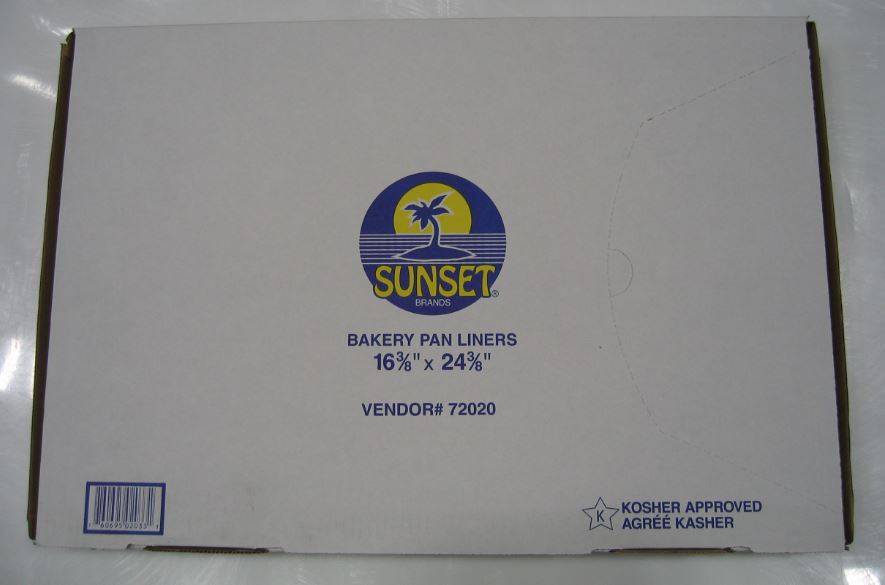 SUNSET®
BRANDS
BAKERY PAN LINERS
16⅜" x 24⅜"
VENDOR# 72020
K
KOSHER APPROVED
AGRÉÉ KASHER